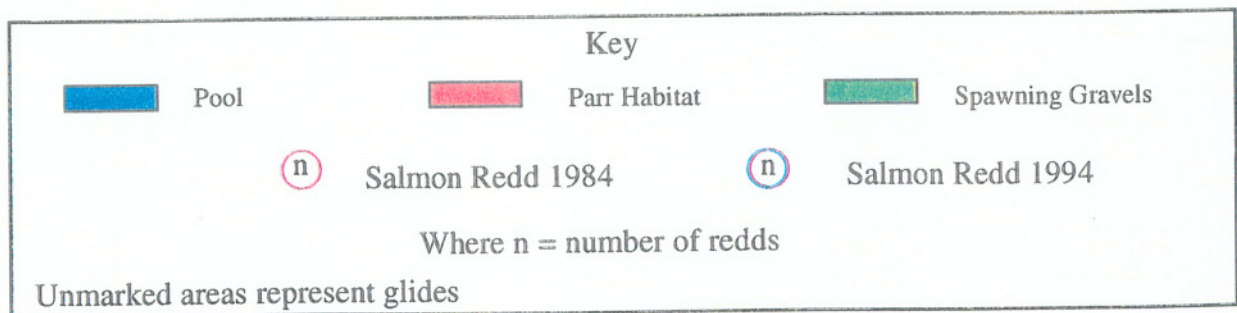 Key
Pool Parr Habitat Spawning Gravels
n Salmon Redd 1984 n Salmon Redd 1994
Where n = number of redds
Unmarked areas represent glides